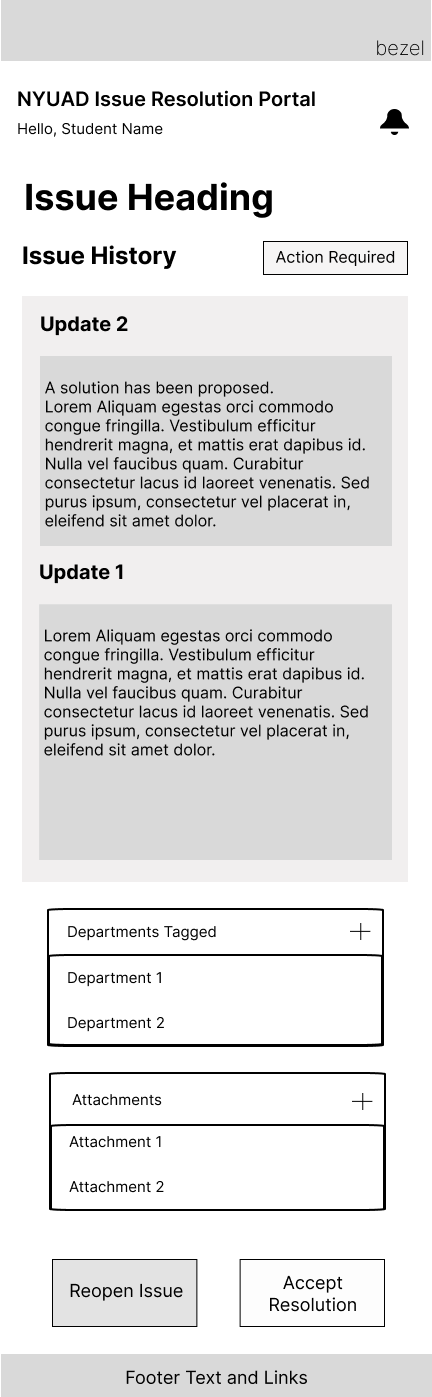 bezel
NYUAD Issue Resolution Portal
Hello, Student Name
Issue Heading
Issue History
Action Required
Update 2
A solution has been proposed.
Lorem Aliquam egestas orci commodo
congue fringilla. Vestibulum efficitur
hendrerit magna, et mattis erat dapibus id.
Nulla vel faucibus quam. Curabitur
consectetur lacus id laoreet venenatis. Sed
purus ipsum, consectetur vel placerat in,
eleifend sit amet dolor.
Update 1
Lorem Aliquam egestas orci commodo
congue fringilla. Vestibulum efficitur
hendrerit magna, et mattis erat dapibus id.
Nulla vel faucibus quam. Curabitur
consectetur lacus id laoreet venenatis. Sed
purus ipsum, consectetur vel placerat in,
eleifend sit amet dolor.
Departments Tagged
Department 1
Department 2
Attachments
Attachment 1
Attachment 2
Reopen Issue
Accept
Resolution
Footer Text and Links